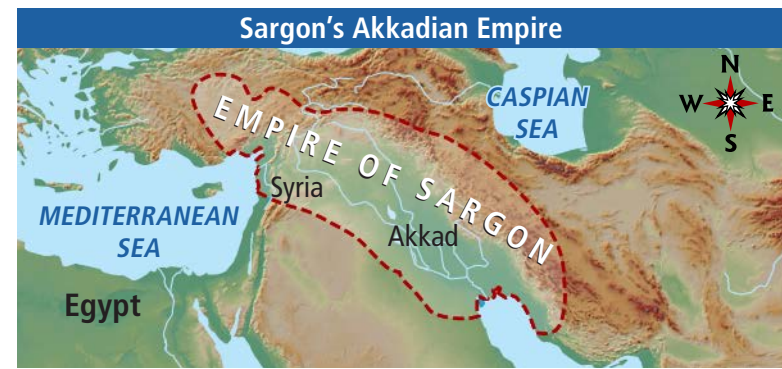 Sargon's Akkadian Empire
N
W E
S
CASPIAN
SEA
EMPIRE OF SARGON
Syria
Akkad
MEDITERRANEAN
SEA
Egypt